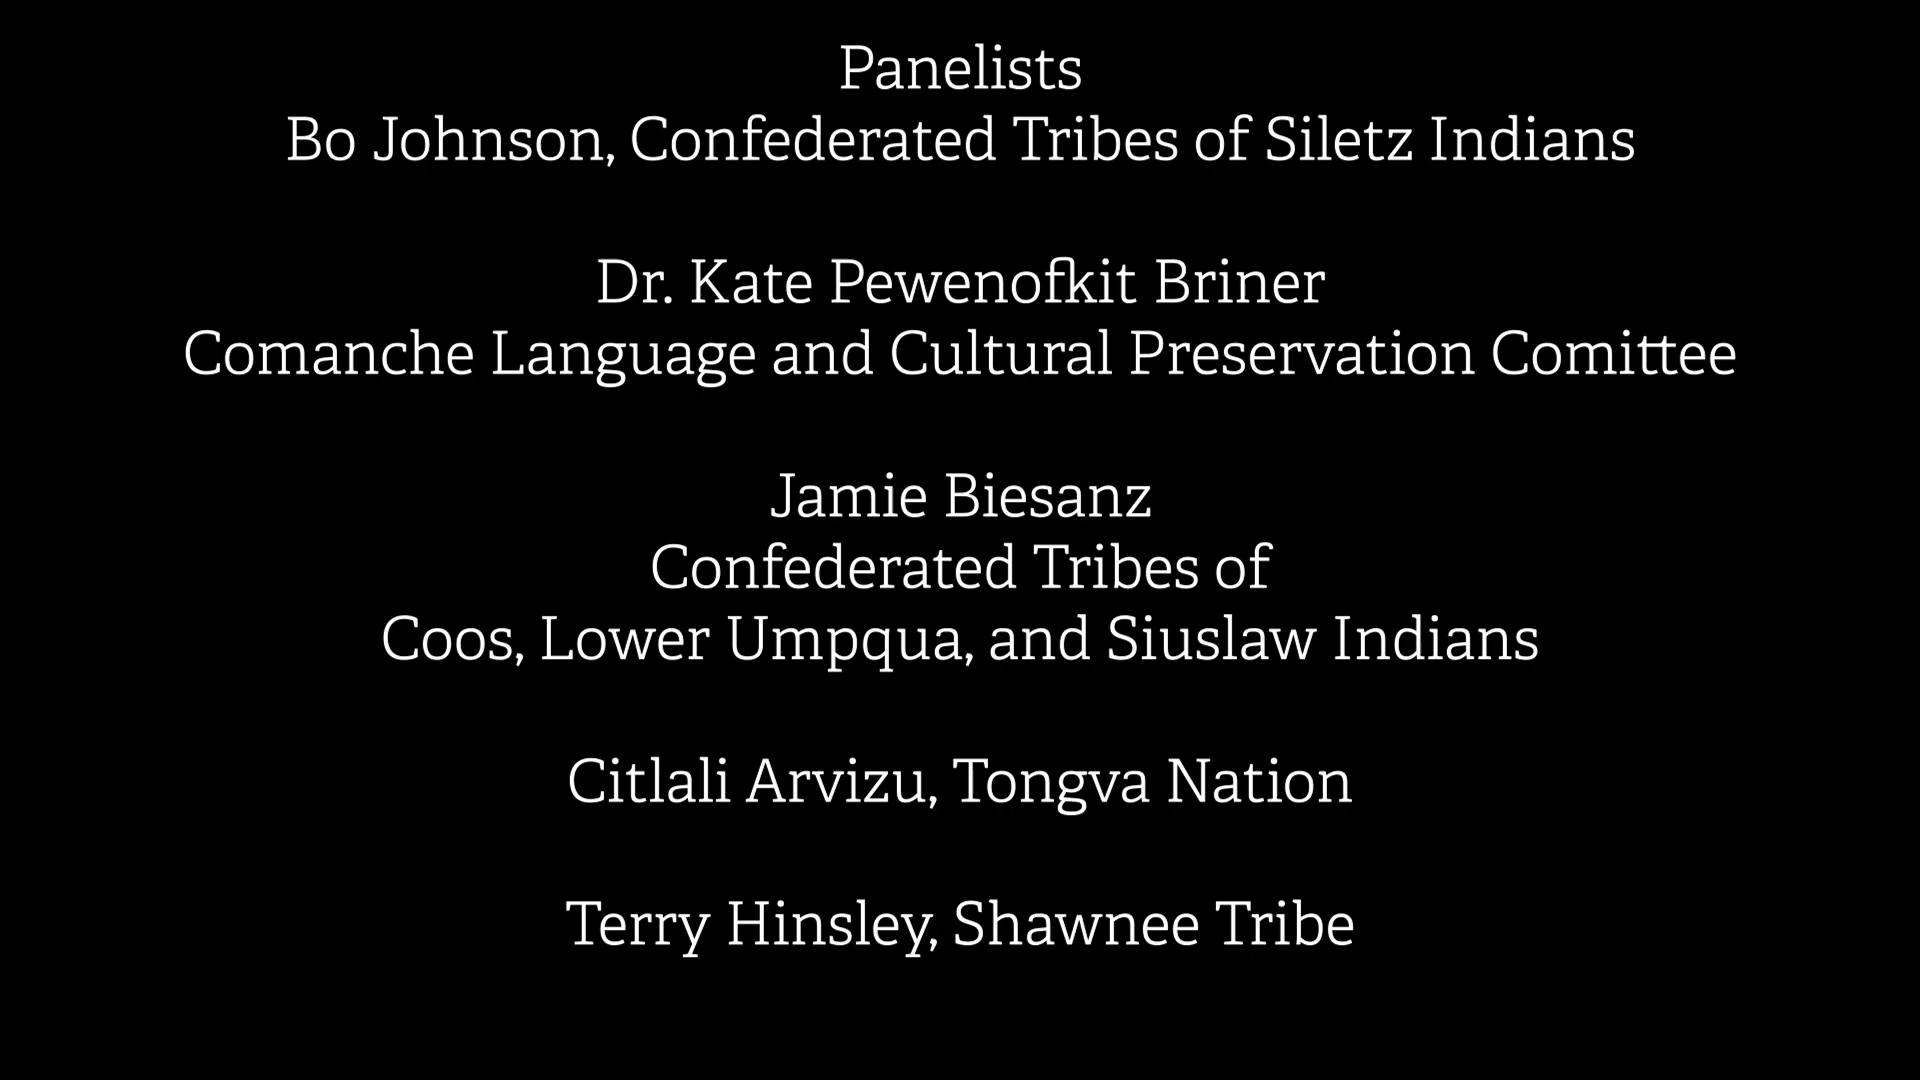 Panelists
Bo Johnson, Confederated Tribes of Siletz Indians
Dr. Kate Pewenofkit Briner
Comanche Language and Cultural Preservation Comittee
Jamie Biesanz
Confederated Tribes of
Coos, Lower Umpqua, and Siuslaw Indians
Citlali Arvizu, Tongva Nation
Terry Hinsley, Shawnee Tribe